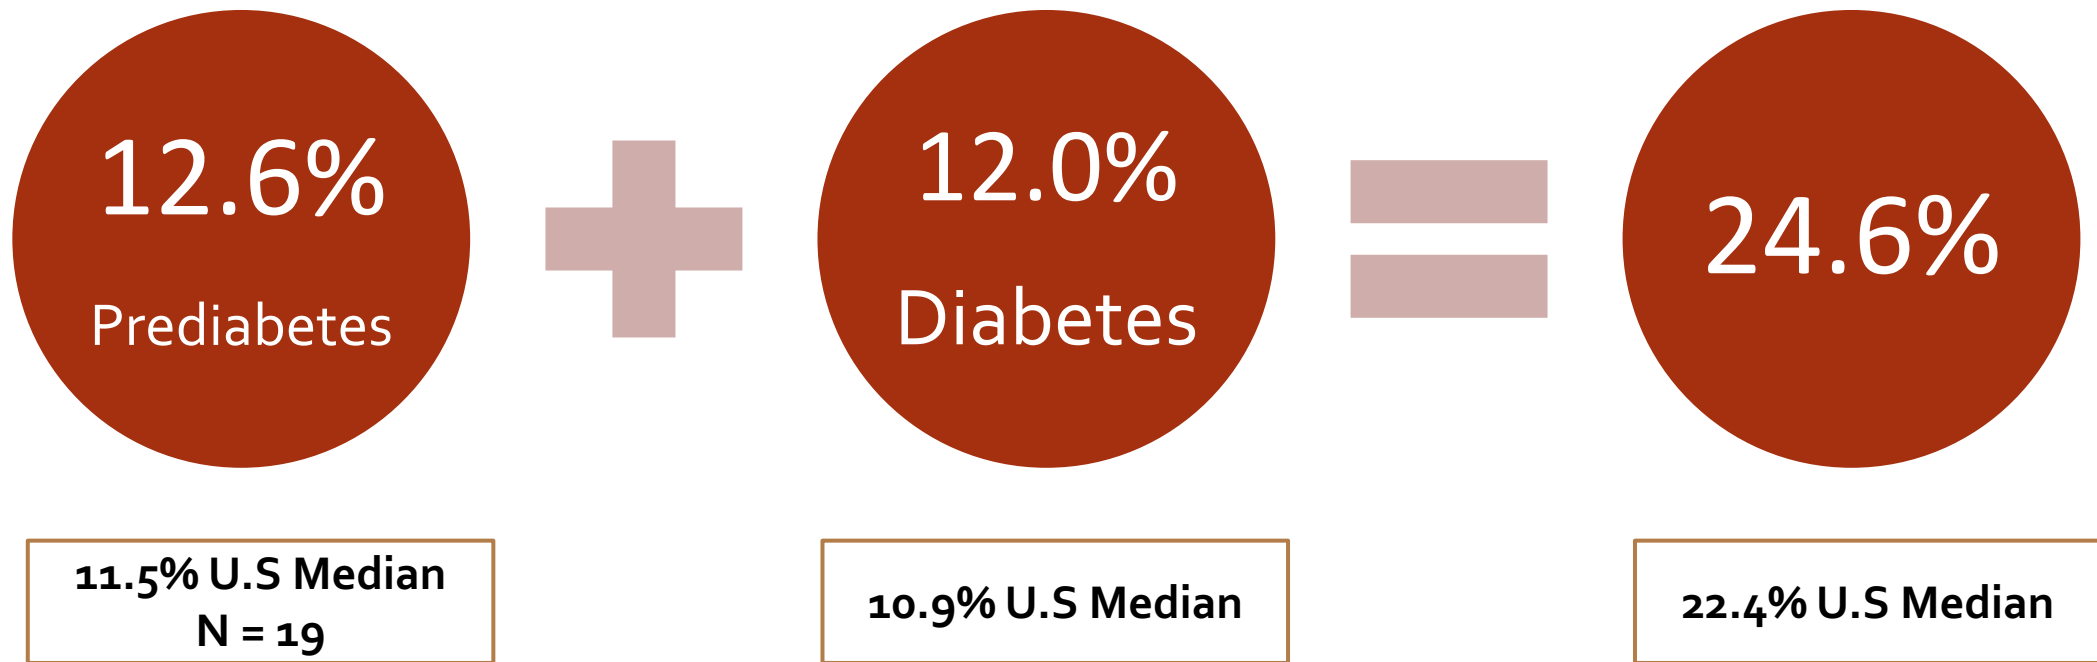 12.6%
Prediabetes
12.0%
Diabetes
24.6%
11.5% U.S Median
N = 19
10.9% U.S Median
22.4% U.S Median